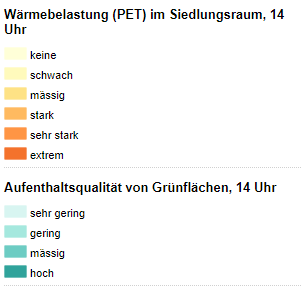 Wärmebelastung (PET) im Siedlungsraum, 14
Uhr
keine
schwach
mässig
stark
sehr stark
extrem
Aufenthaltsqualität von Grünflächen, 14 Uhr
sehr gering
gering
mässig
hoch